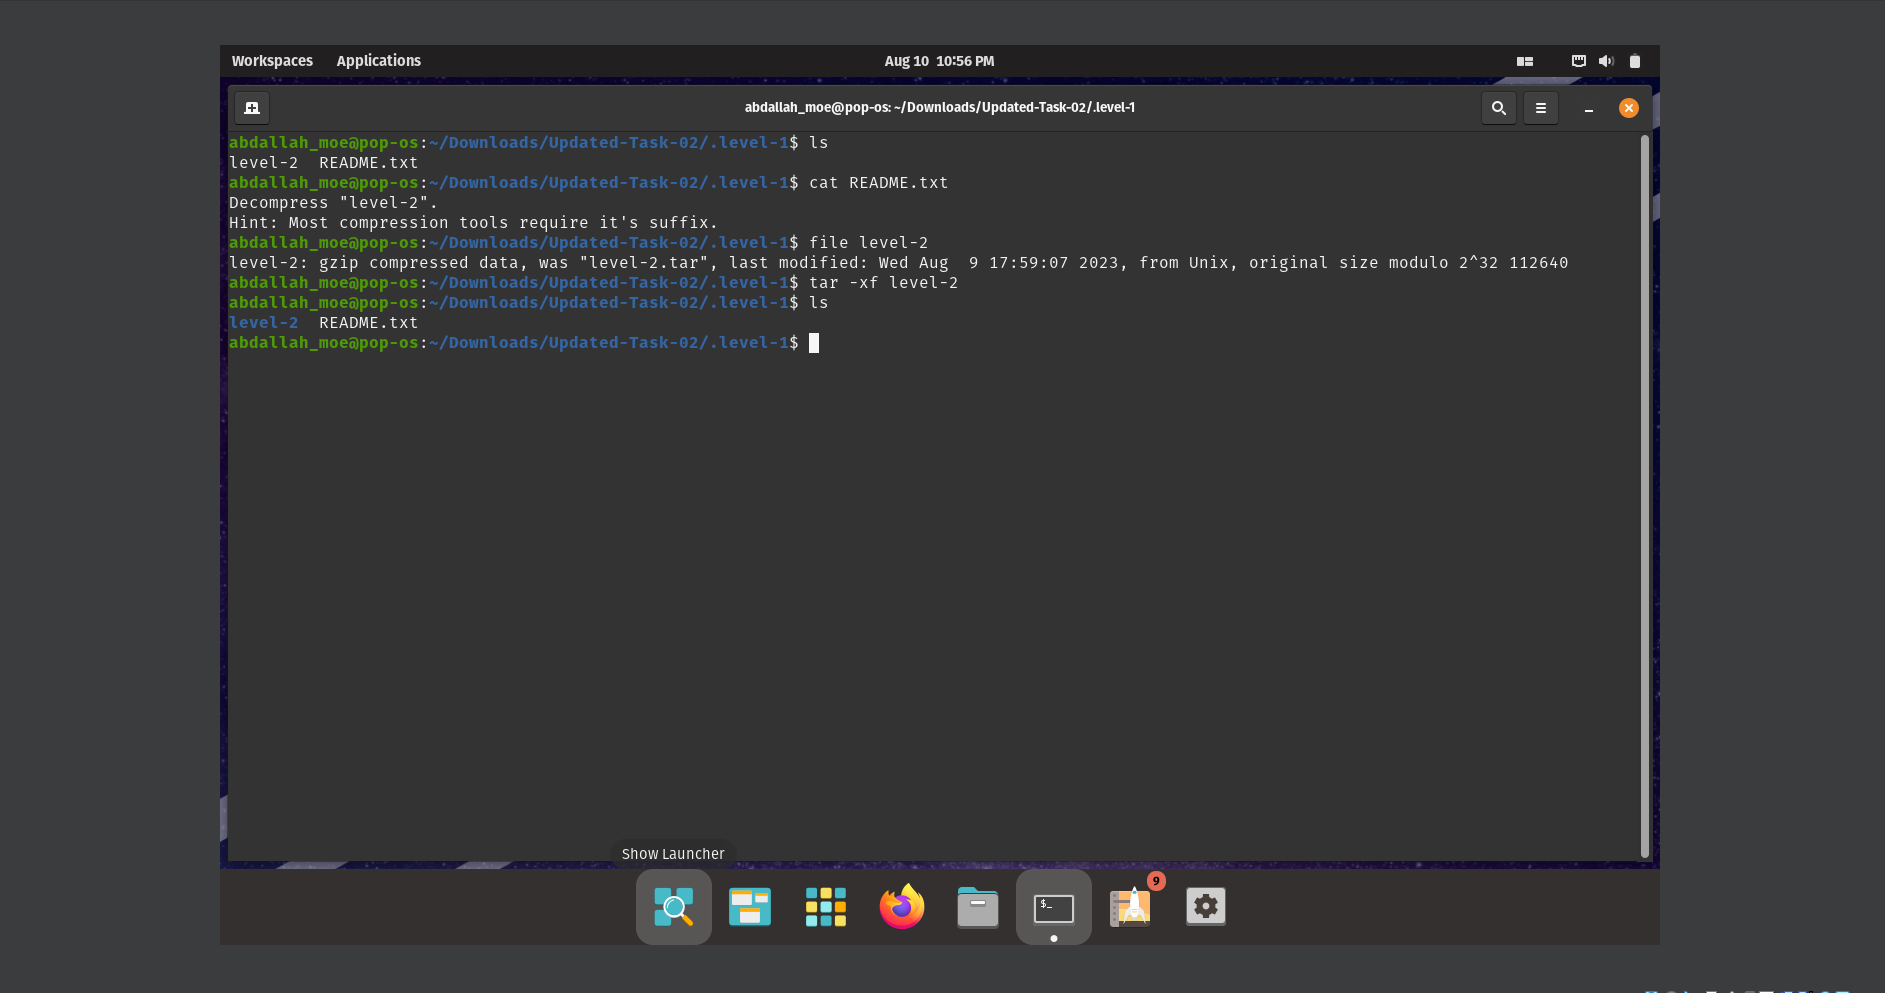 Workspaces Applications Aug 10 10:56 PM
abdallah_moe@pop-os: ~/Downloads/Updated-Task-02/.level-1
abdallah_moe@pop-os:~/Downloads/Updated-Task-02/.level-1$ ls
level-2  README.txt
abdallah_moe@pop-os:~/Downloads/Updated-Task-02/.level-1$ cat README.txt
Decompress "level-2".
Hint: Most compression tools require it's suffix.
abdallah_moe@pop-os:~/Downloads/Updated-Task-02/.level-1$ file level-2
level-2: gzip compressed data, was "level-2.tar", last modified: Wed Aug  9 17:59:07 2023, from Unix, original size modulo 2^32 112640
abdallah_moe@pop-os:~/Downloads/Updated-Task-02/.level-1$ tar -xf level-2
abdallah_moe@pop-os:~/Downloads/Updated-Task-02/.level-1$ ls
level-2  README.txt
abdallah_moe@pop-os:~/Downloads/Updated-Task-02/.level-1$
Show Launcher
$_
9